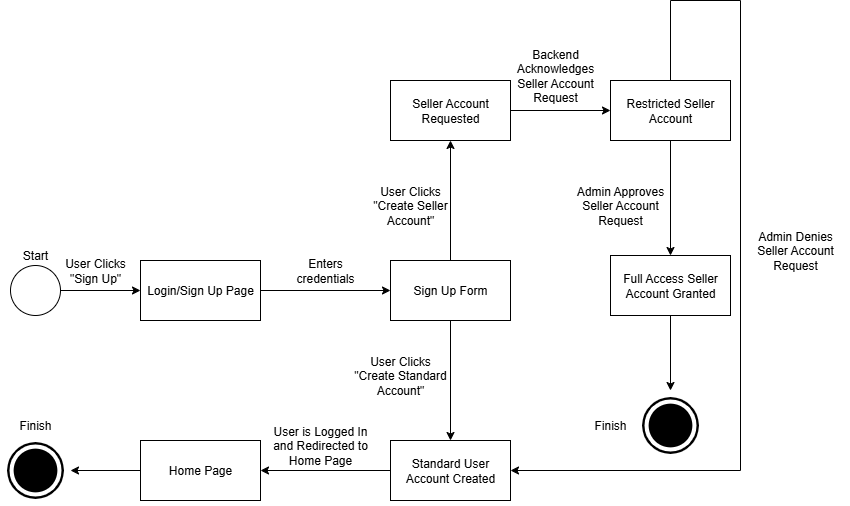 Backend
Acknowledges
Seller Account
Request
Seller Account
Requested
Restricted Seller
Account
User Clicks
"Create Seller
Account"
Admin Approves
Seller Account
Request
Admin Denies
Seller Account
Request
Start
User Clicks
"Sign Up"
Login/Sign Up Page
Enters
credentials
Sign Up Form
Full Access Seller
Account Granted
User Clicks
"Create Standard
Account"
Finish
Finish
User is Logged In
and Redirected to
Home Page
Home Page
Standard User
Account Created